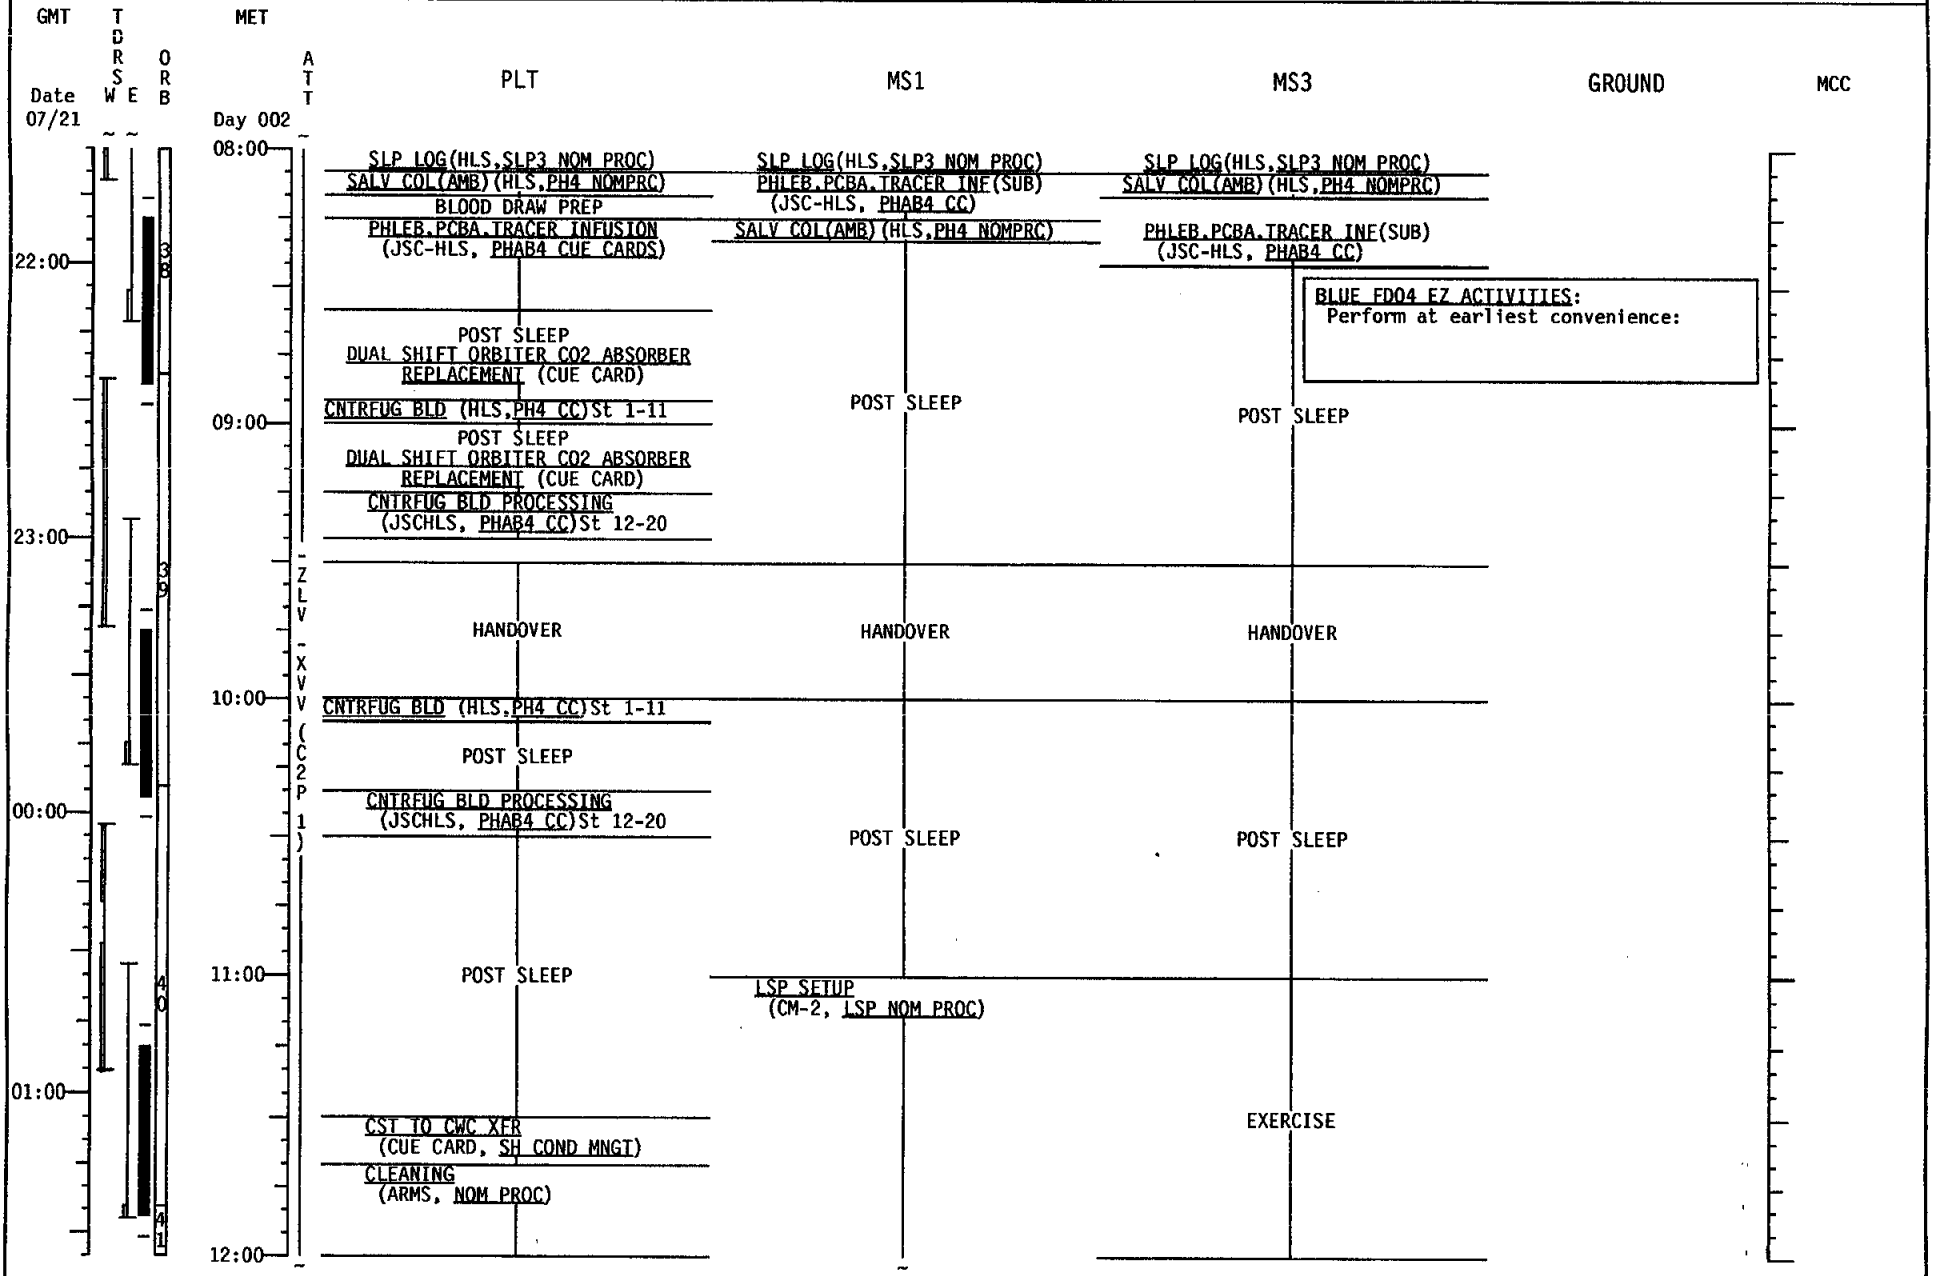 GMT
TDRS
W E
ORB
MET
ATT
PLT
MS1
MS3
GROUND
MCC
Date
07/21
Day 002
~ ~
~
08:00
SLP LOG(HLS,SLP3 NOM PROC)
SLP LOG(HLS,SLP3 NOM PROC)
SLP LOG(HLS,SLP3 NOM PROC)
SALV COL(AMB)(HLS,PH4 NOMPRC)
PHLEB.PCBA.TRACER INF(SUB)
(JSC-HLS, PHAB4 CC)
SALV COL(AMB)(HLS,PH4 NOMPRC)
BLOOD DRAW PREP
PHLEB.PCBA.TRACER INFUSION
(JSC-HLS, PHAB4 CUE CARDS)
SALV COL(AMB)(HLS,PH4 NOMPRC)
PHLEB.PCBA.TRACER INF(SUB)
(JSC-HLS, PHAB4 CC)
38
22:00
BLUE FD04 EZ ACTIVITIES:
Perform at earliest convenience:
POST SLEEP
DUAL SHIFT ORBITER CO2 ABSORBER
REPLACEMENT (CUE CARD)
POST SLEEP
POST SLEEP
CNTRFUG BLD (HLS,PH4 CC)St 1-11
09:00
POST SLEEP
DUAL SHIFT ORBITER CO2 ABSORBER
REPLACEMENT (CUE CARD)
CNTRFUG BLD PROCESSING
(JSCHLS, PHAB4 CC)St 12-20
23:00
39
-ZLV -XVV (C2P 1)
HANDOVER
HANDOVER
HANDOVER
10:00
CNTRFUG BLD (HLS,PH4 CC)St 1-11
POST SLEEP
CNTRFUG BLD PROCESSING
(JSCHLS, PHAB4 CC)St 12-20
00:00
POST SLEEP
POST SLEEP
40
11:00
POST SLEEP
LSP SETUP
(CM-2, LSP NOM PROC)
01:00
EXERCISE
CST TO CWC XFR
(CUE CARD, SH COND MNGT)
CLEANING
(ARMS, NOM PROC)
41
12:00
~
~